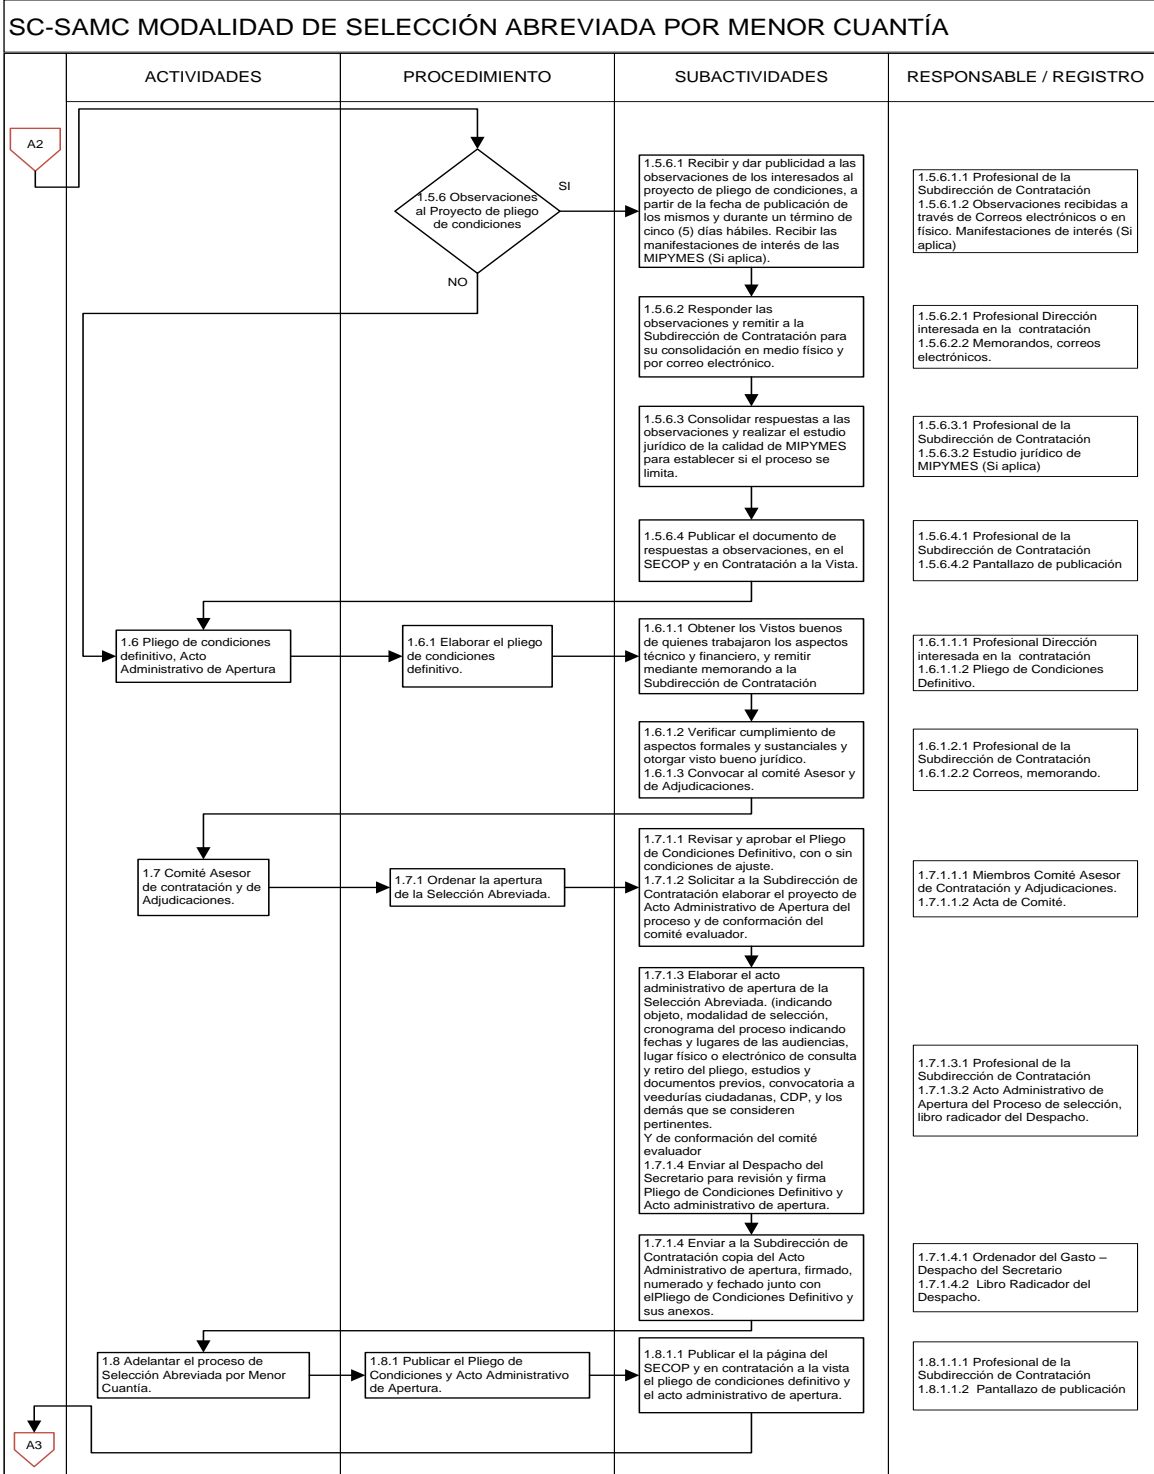 SC-SAMC MODALIDAD DE SELECCIÓN ABREVIADA POR MENOR CUANTÍA
ACTIVIDADES
PROCEDIMIENTO
SUBACTIVIDADES
RESPONSABLE / REGISTRO
A2
1.5.6 Observaciones
al Proyecto de pliego
de condiciones
SI
NO
1.5.6.1 Recibir y dar publicidad a las
observaciones de los interesados al
proyecto de pliego de condiciones, a
partir de la fecha de publicación de
los mismos y durante un término de
cinco (5) días hábiles. Recibir las
manifestaciones de interés de las
MIPYMES (Si aplica).
1.5.6.1.1 Profesional de la
Subdirección de Contratación
1.5.6.1.2 Observaciones recibidas a
través de Correos electrónicos o en
físico. Manifestaciones de interés (Si
aplica)
1.5.6.2 Responder las
observaciones y remitir a la
Subdirección de Contratación para
su consolidación en medio físico y
por correo electrónico.
1.5.6.2.1 Profesional Dirección
interesada en la  contratación
1.5.6.2.2 Memorandos, correos
electrónicos.
1.5.6.3 Consolidar respuestas a las
observaciones y realizar el estudio
jurídico de la calidad de MIPYMES
para establecer si el proceso se
limita.
1.5.6.3.1 Profesional de la
Subdirección de Contratación
1.5.6.3.2 Estudio jurídico de
MIPYMES (Si aplica)
1.5.6.4 Publicar el documento de
respuestas a observaciones, en el
SECOP y en Contratación a la Vista.
1.5.6.4.1 Profesional de la
Subdirección de Contratación
1.5.6.4.2 Pantallazo de publicación
1.6 Pliego de condiciones
definitivo, Acto
Administrativo de Apertura
1.6.1 Elaborar el pliego
de condiciones
definitivo.
1.6.1.1 Obtener los Vistos buenos
de quienes trabajaron los aspectos
técnico y financiero, y remitir
mediante memorando a la
Subdirección de Contratación
1.6.1.1.1 Profesional Dirección
interesada en la  contratación
1.6.1.1.2 Pliego de Condiciones
Definitivo.
1.6.1.2 Verificar cumplimiento de
aspectos formales y sustanciales y
otorgar visto bueno jurídico.
1.6.1.3 Convocar al comité Asesor y
de Adjudicaciones.
1.6.1.2.1 Profesional de la
Subdirección de Contratación
1.6.1.2.2 Correos, memorando.
1.7 Comité Asesor
de contratación y de
Adjudicaciones.
1.7.1 Ordenar la apertura
de la Selección Abreviada.
1.7.1.1 Revisar y aprobar el Pliego
de Condiciones Definitivo, con o sin
condiciones de ajuste.
1.7.1.2 Solicitar a la Subdirección de
Contratación elaborar el proyecto de
Acto Administrativo de Apertura del
proceso y de conformación del
comité evaluador.
1.7.1.1.1 Miembros Comité Asesor
de Contratación y Adjudicaciones.
1.7.1.1.2 Acta de Comité.
1.7.1.3 Elaborar el acto
administrativo de apertura de la
Selección Abreviada. (indicando
objeto, modalidad de selección,
cronograma del proceso indicando
fechas y lugares de las audiencias,
lugar físico o electrónico de consulta
y retiro del pliego, estudios y
documentos previos, convocatoria a
veedurías ciudadanas, CDP, y los
demás que se consideren
pertinentes.
Y de conformación del comité
evaluador
1.7.1.4 Enviar al Despacho del
Secretario para revisión y firma
Pliego de Condiciones Definitivo y
Acto administrativo de apertura.
1.7.1.3.1 Profesional de la
Subdirección de Contratación
1.7.1.3.2 Acto Administrativo de
Apertura del Proceso de selección,
libro radicador del Despacho.
1.7.1.4 Enviar a la Subdirección de
Contratación copia del Acto
Administrativo de apertura, firmado,
numerado y fechado junto con
elPliego de Condiciones Definitivo y
sus anexos.
1.7.1.4.1 Ordenador del Gasto –
Despacho del Secretario
1.7.1.4.2  Libro Radicador del
Despacho.
1.8 Adelantar el proceso de
Selección Abreviada por Menor
Cuantía.
1.8.1 Publicar el Pliego de
Condiciones y Acto Administrativo
de Apertura.
1.8.1.1 Publicar el la página del
SECOP y en contratación a la vista
el pliego de condiciones definitivo y
el acto administrativo de apertura.
1.8.1.1.1 Profesional de la
Subdirección de Contratación
1.8.1.1.2  Pantallazo de publicación
A3